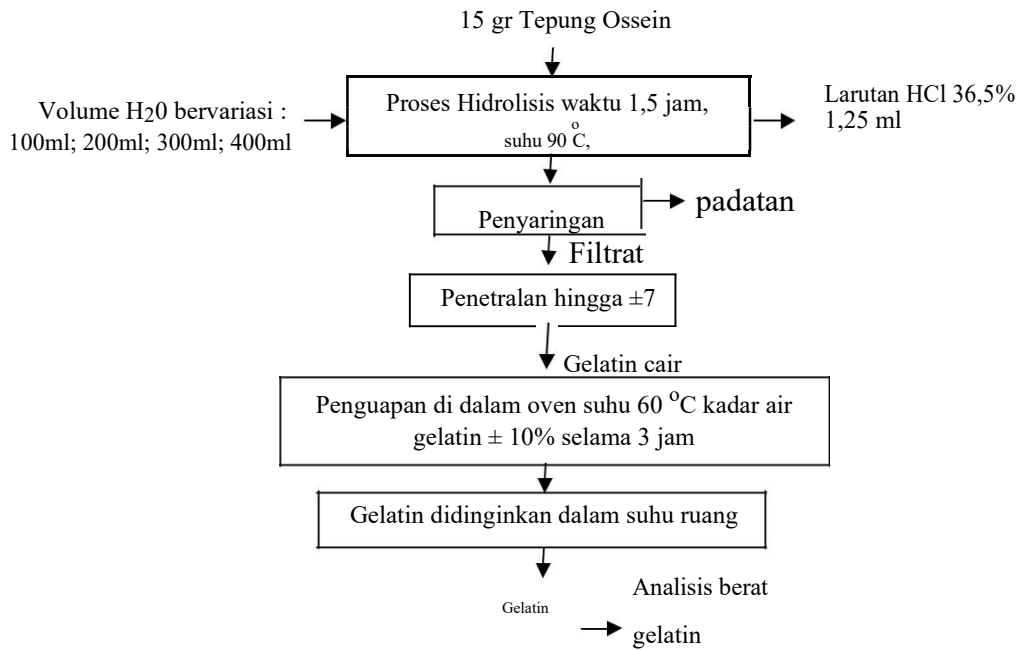 15 gr Tepung Ossein
Volume H20 bervariasi :
100ml; 200ml; 300ml; 400ml
Proses Hidrolisis waktu 1,5 jam,
suhu 90 °C,
Larutan HCl 36,5%
1,25 ml
Penyaringan
padatan
Filtrat
Penetralan hingga ±7
Gelatin cair
Penguapan di dalam oven suhu 60 °C kadar air
gelatin ± 10% selama 3 jam
Gelatin didinginkan dalam suhu ruang
Gelatin
Analisis berat
gelatin